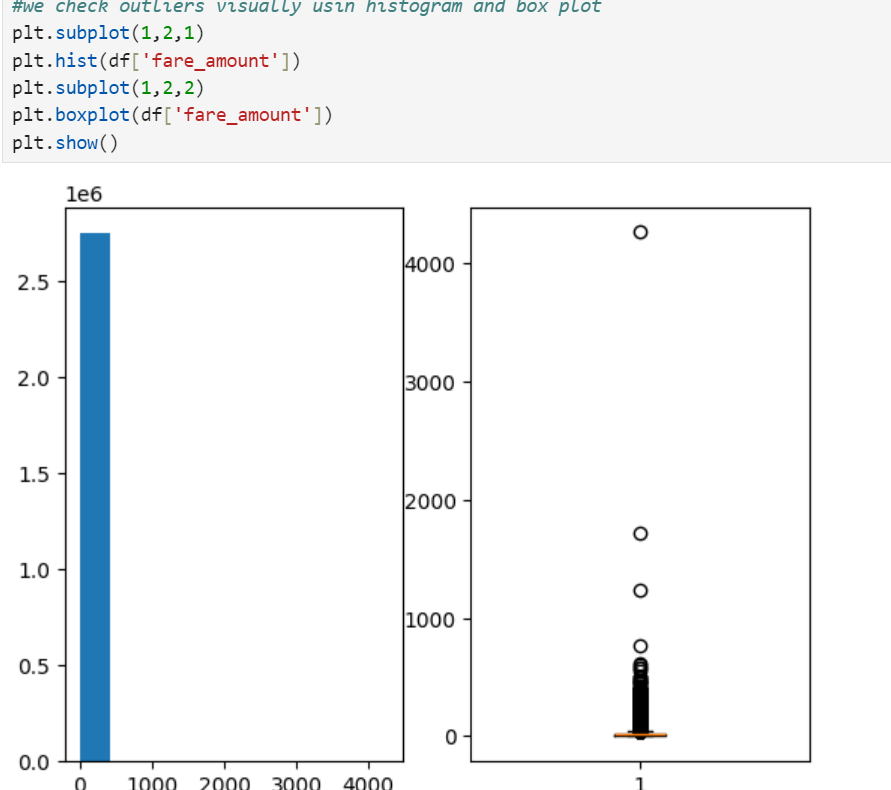 #we check outliers visually usin histogram and box plot
plt.subplot(1,2,1)
plt.hist(df['fare_amount'])
plt.subplot(1,2,2)
plt.boxplot(df['fare_amount'])
plt.show()
1e6
2.5
2.0
1.5
1.0
0.5
0.0
0 1000 2000 3000 4000
4000
3000
2000
1000
0
1